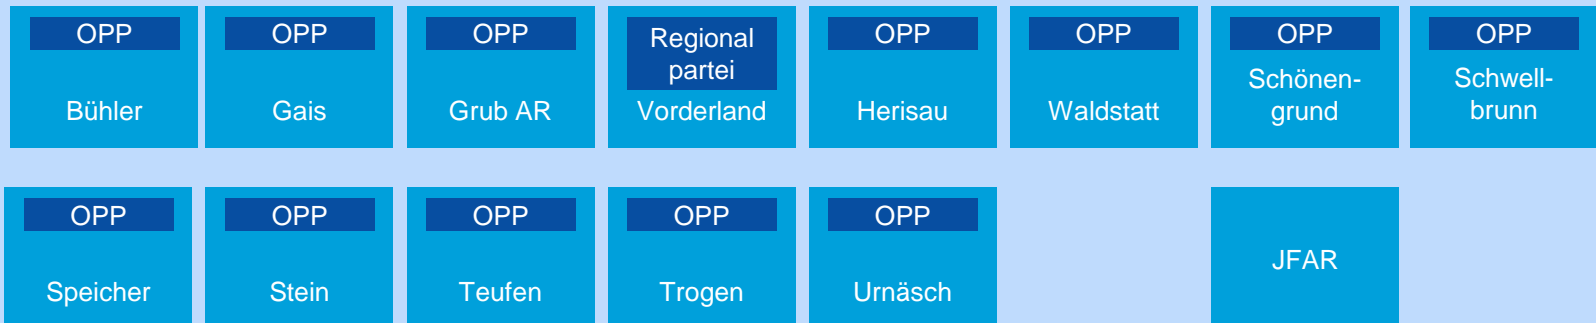 OPP
Bühler
OPP
Gais
OPP
Grub AR
Regional
partei
Vorderland
OPP
Herisau
OPP
Waldstatt
OPP
Schönen-
grund
OPP
Schwell-
brunn
OPP
Speicher
OPP
Stein
OPP
Teufen
OPP
Trogen
OPP
Urnäsch
JFAR